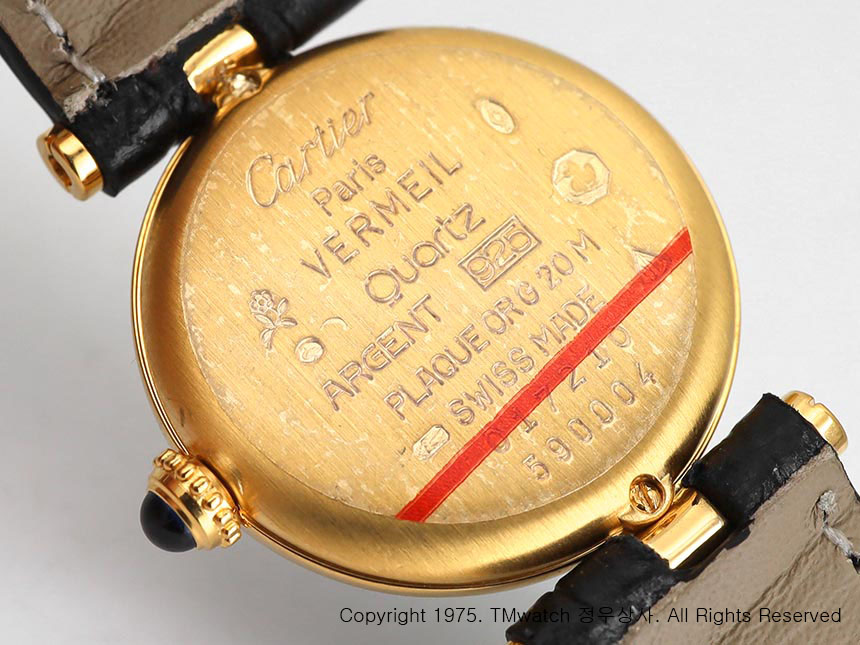 Cartier
Paris
VERMEIL
Quartz
ARGENT 925
PLAQUE OR G 20 M
SWISS MADE
590004
Copyright 1975. TMwatch 정우상사. All Rights Reserved